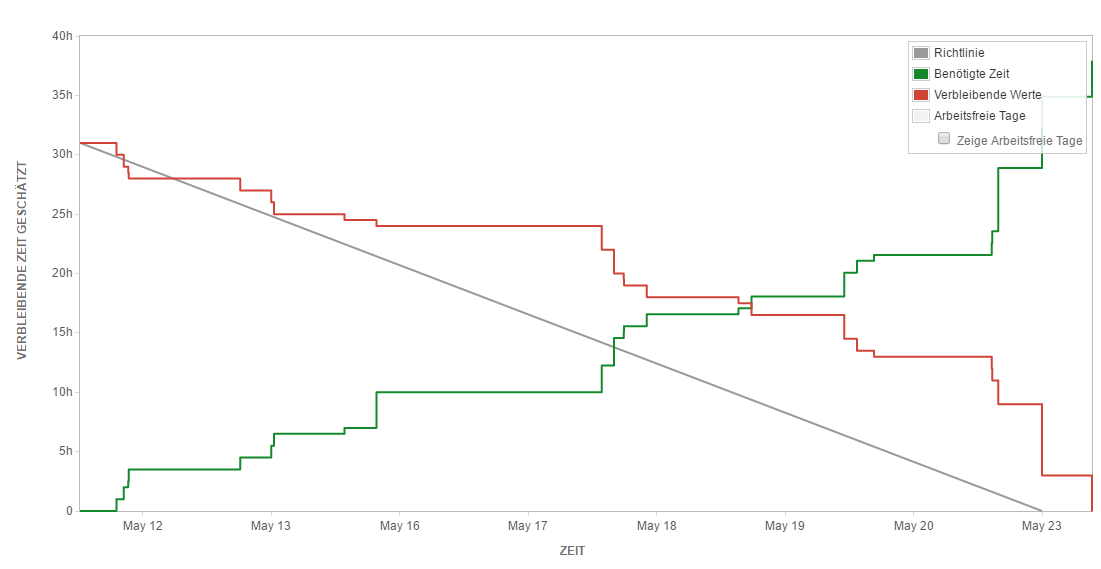 40h
35h
30h
25h
20h
15h
10h
5h
0
VERBLEIBENDE ZEIT GESCHÄTZT
Richtlinie
Benötigte Zeit
Verbleibende Werte
Arbeitsfreie Tage
Zeige Arbeitsfreie Tage
May 12
May 13
May 16
May 17
May 18
May 19
May 20
May 23
ZEIT